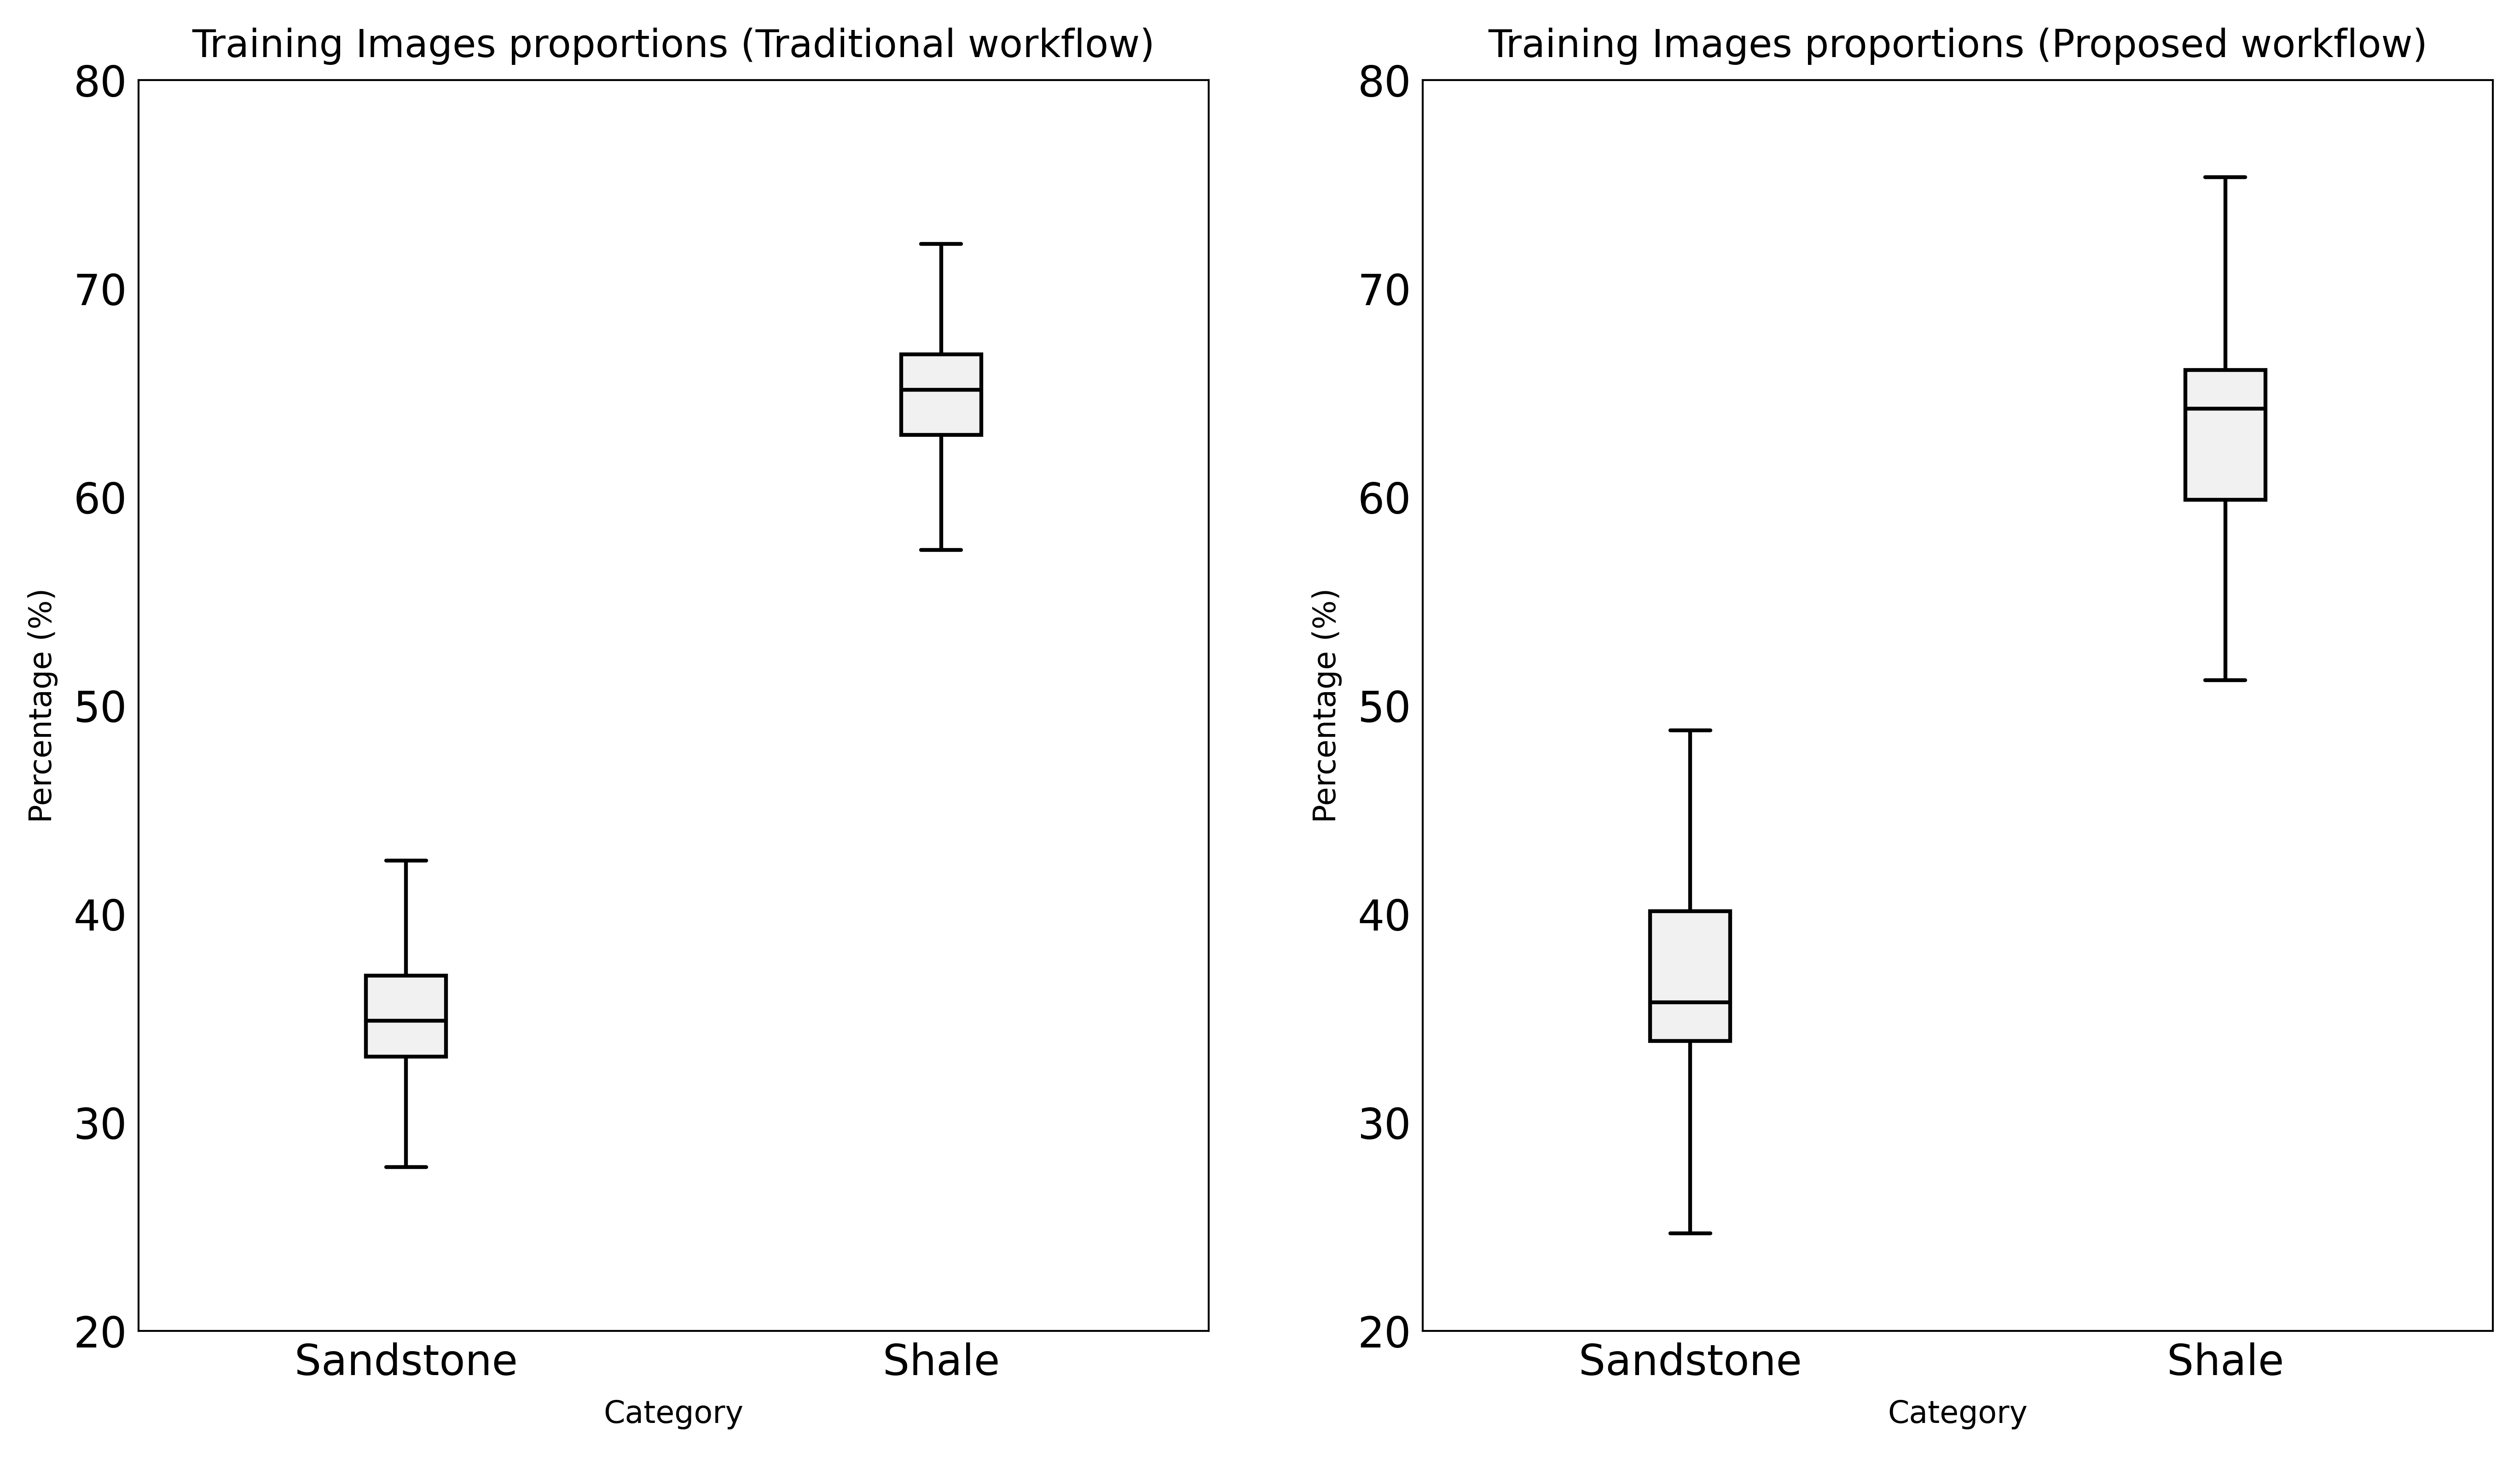 Training Images proportions (Traditional workflow)
80
70
60
50
40
30
20
Percentage (%)
Sandstone Shale
Category
Training Images proportions (Proposed workflow)
80
70
60
50
40
30
20
Percentage (%)
Sandstone Shale
Category